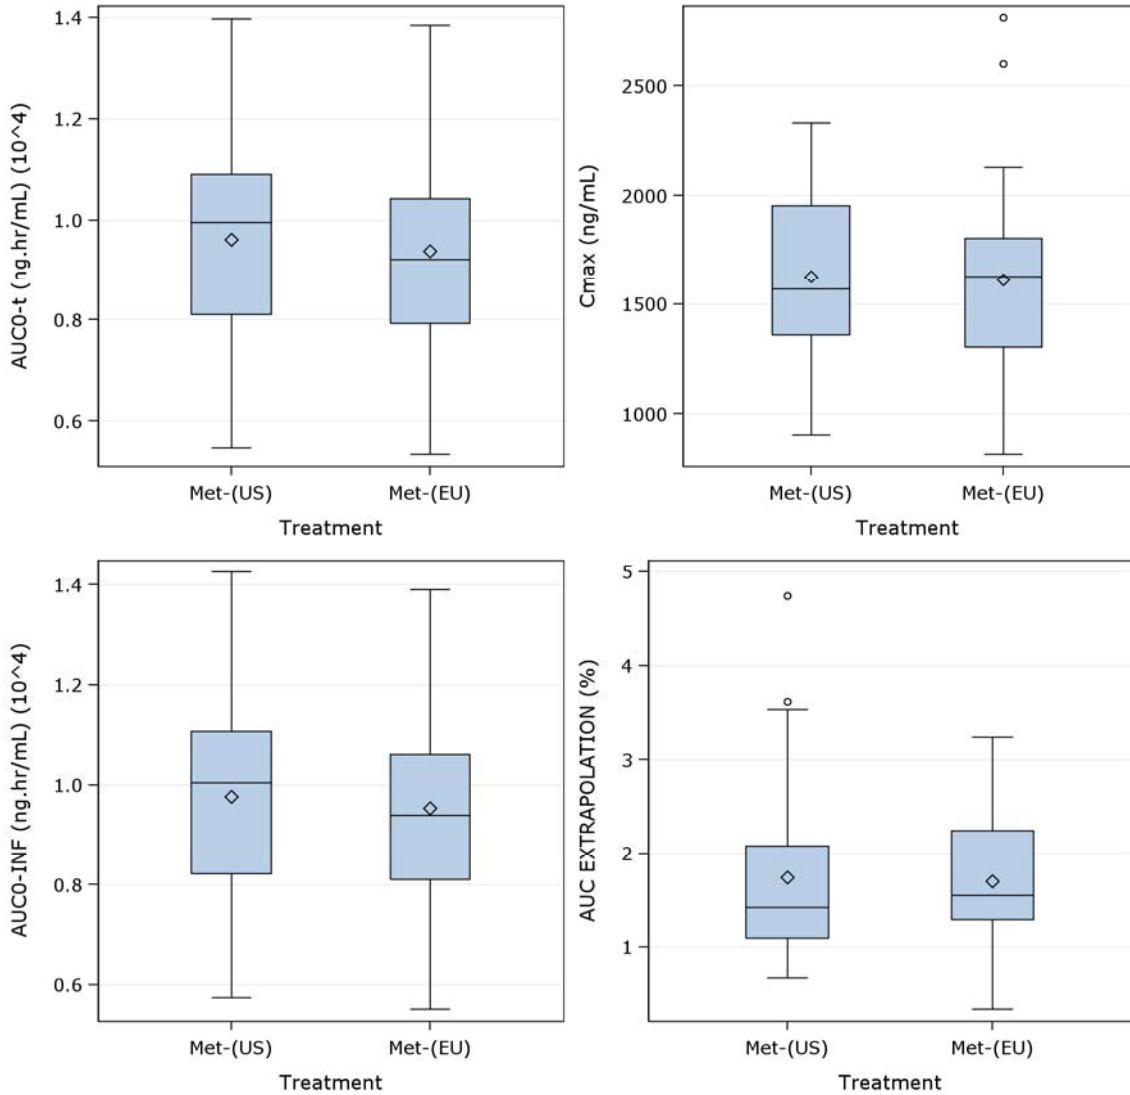 AUC0-t (ng.hr/mL) (10^4)
1.4
1.2
1.0
0.8
0.6
Met-(US)
Met-(EU)
Treatment
Cmax (ng/mL)
2500
2000
1500
1000
Met-(US)
Met-(EU)
Treatment
AUC0-INF (ng.hr/mL) (10^4)
1.4
1.2
1.0
0.8
0.6
Met-(US)
Met-(EU)
Treatment
AUC EXTRAPOLATION (%)
5
4
3
2
1
Met-(US)
Met-(EU)
Treatment